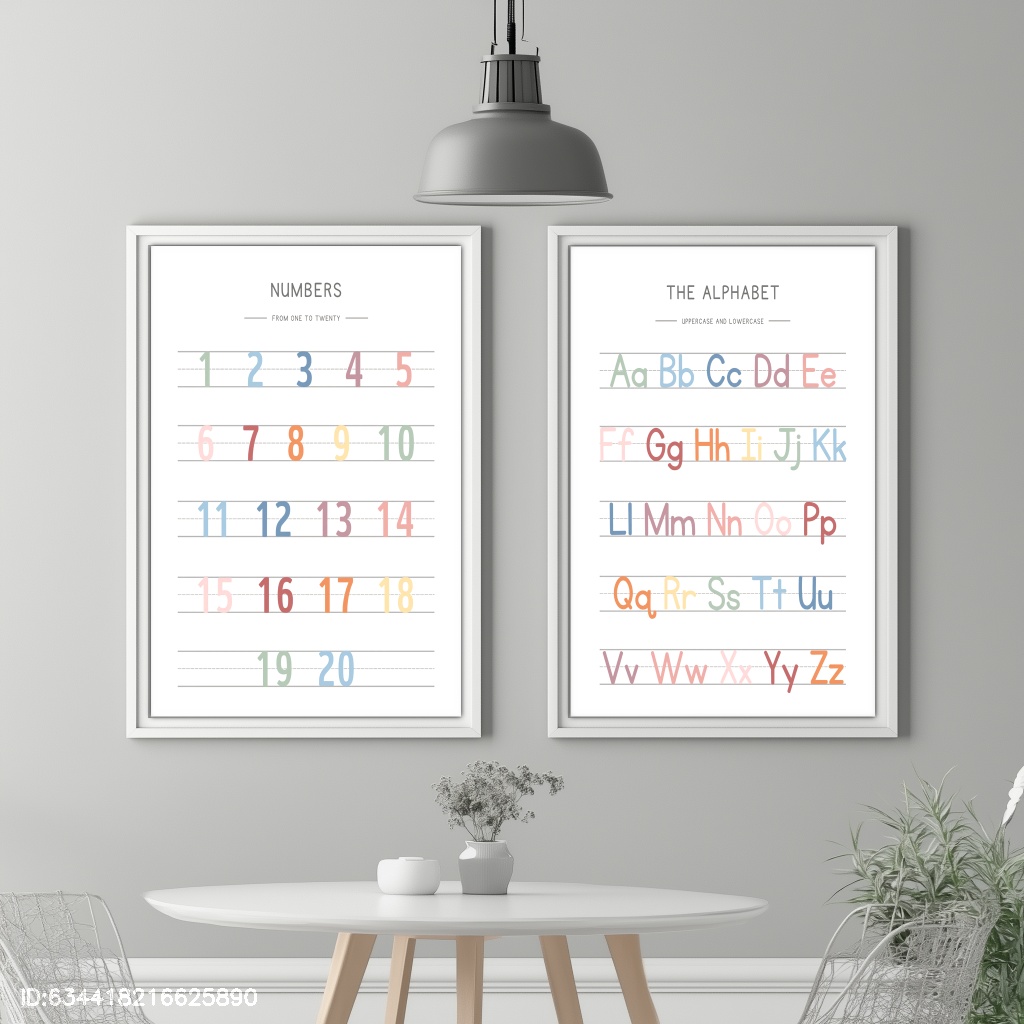 NUMBERS
FROM ONE TO TWENTY
1 2 3 4 5
6 7 8 9 10
11 12 13 14
15 16 17 18
19 20
THE ALPHABET
UPPERCASE AND LOWERCASE
Aa Bb Cc Dd Ee
Ff Gg Hh Ii Jj Kk
Ll Mm Nn Oo Pp
Qq Rr Ss Tt Uu
Vv Ww Xx Yy Zz
ID:634418216625890